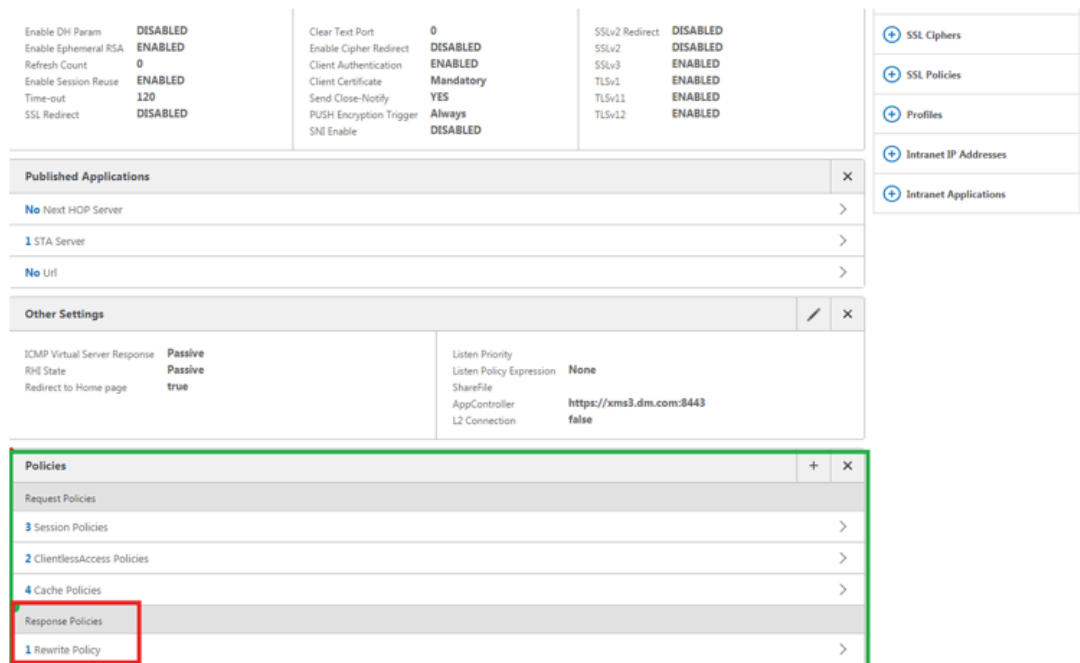 Enable DH Param DISABLED
Enable Ephemeral RSA ENABLED
Refresh Count 0
Enable Session Reuse ENABLED
Time-out 120
SSL Redirect DISABLED
Clear Text Port 0
Enable Cipher Redirect DISABLED
Client Authentication ENABLED
Client Certificate Mandatory
Send Close-Notify YES
PUSH Encryption Trigger Always
SNI Enable DISABLED
SSLv2 Redirect DISABLED
SSLv2 DISABLED
SSLv3 ENABLED
TLSv1 ENABLED
TLSv11 ENABLED
TLSv12 ENABLED
Published Applications
No Next HOP Server
1 STA Server
No Url
Other Settings
ICMP Virtual Server Response Passive
RHI State Passive
Redirect to Home page true
Listen Priority
Listen Policy Expression None
ShareFile
AppController https://xms3.dm.com:8443
L2 Connection false
Policies
Request Policies
3 Session Policies
2 ClientlessAccess Policies
4 Cache Policies
Response Policies
1 Rewrite Policy
SSL Ciphers
SSL Policies
Profiles
Intranet IP Addresses
Intranet Applications